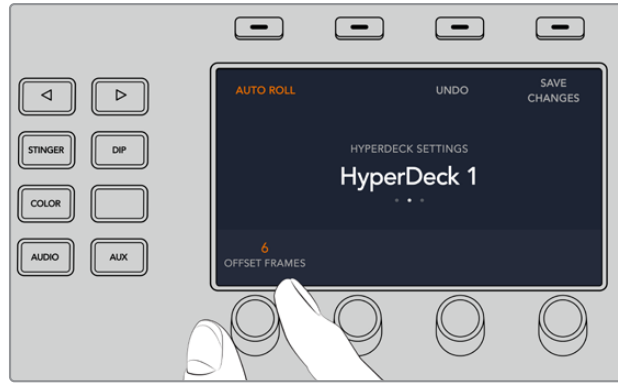 AUTO ROLL
UNDO
SAVE
CHANGES
STINGER
DIP
HYPERDECK SETTINGS
HyperDeck 1
COLOR
AUDIO
AUX
6
OFFSET FRAMES